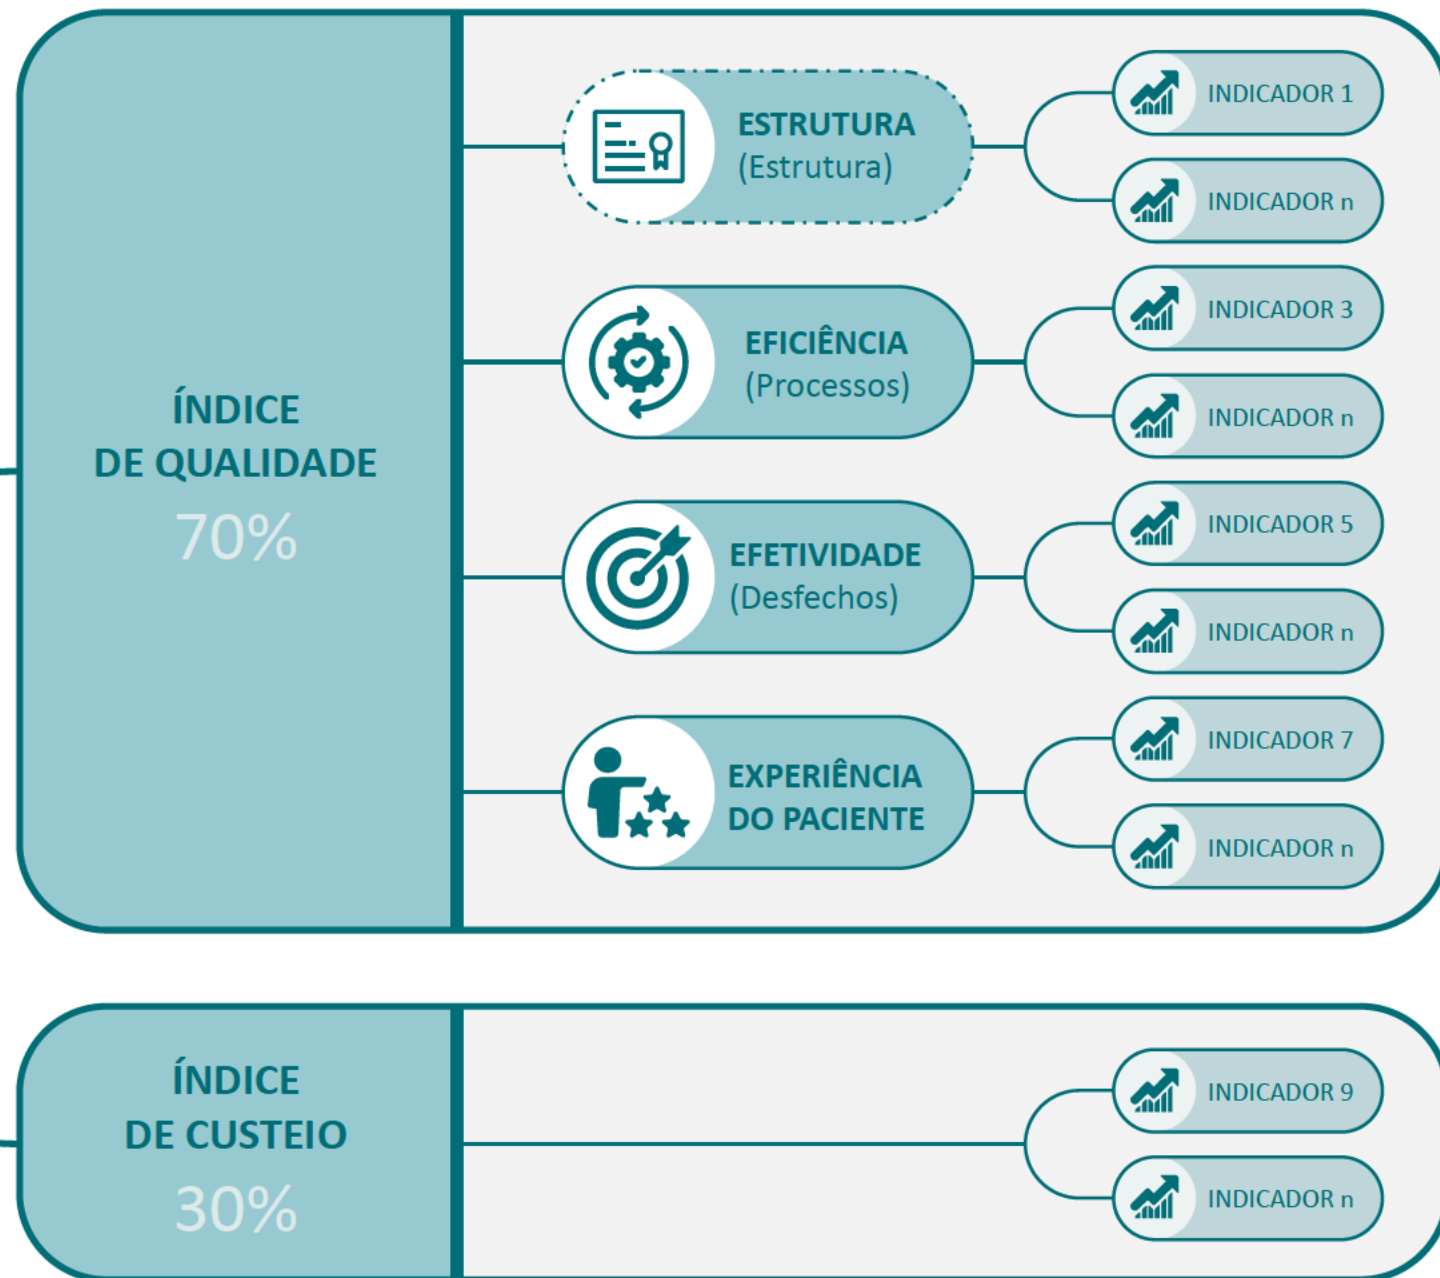 ÍNDICE
DE QUALIDADE
70%
ESTRUTURA
(Estrutura)
INDICADOR 1
INDICADOR n
EFICIÊNCIA
(Processos)
INDICADOR 3
INDICADOR n
EFETIVIDADE
(Desfechos)
INDICADOR 5
INDICADOR n
EXPERIÊNCIA
DO PACIENTE
INDICADOR 7
INDICADOR n
ÍNDICE
DE CUSTEIO
30%
INDICADOR 9
INDICADOR n